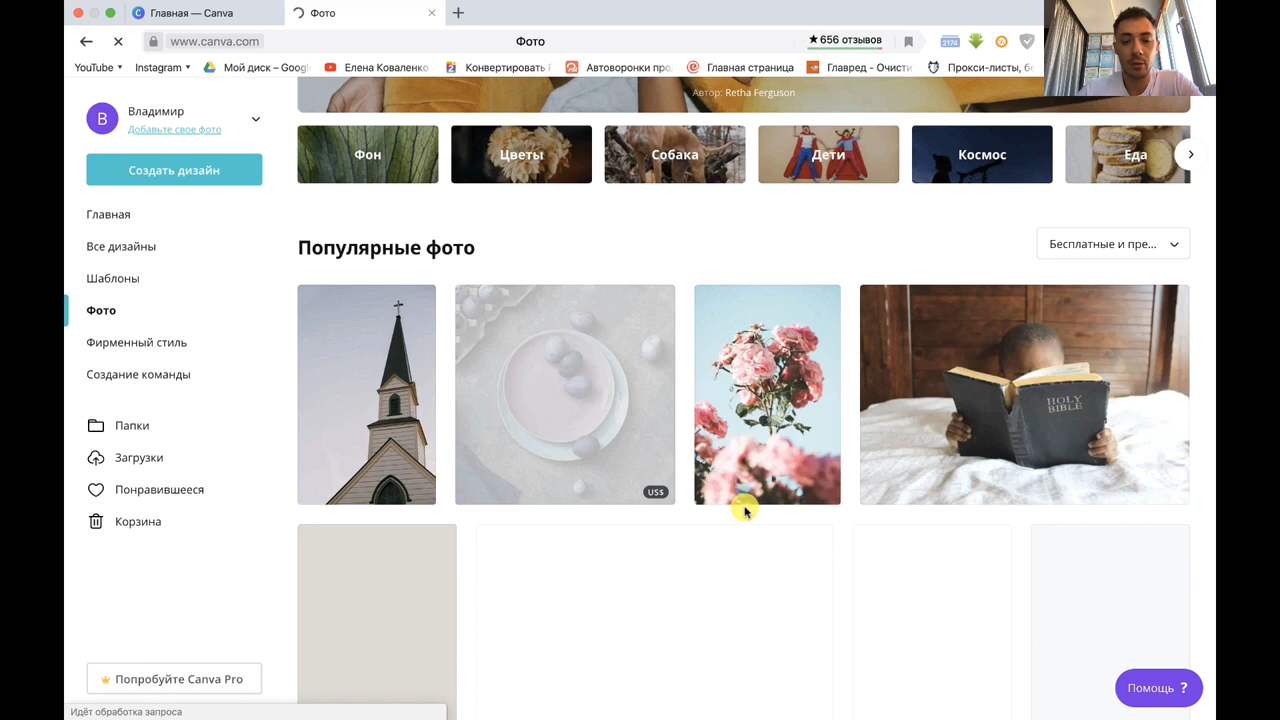 Главная — Canva
Фото
www.canva.com
Фото
★656 отзывов
2174
YouTube
Instagram
Мой диск – Googl
Елена Коваленко
Конвертировать F
Автоворонки про
Главная страница
Главред - Очисти
Прокси-листы, бе
В
Владимир
Добавьте свое фото
Создать дизайн
Главная
Все дизайны
Шаблоны
Фото
Фирменный стиль
Создание команды
Папки
Загрузки
Понравившееся
Корзина
Попробуйте Canva Pro
Идёт обработка запроса
Автор: Retha Ferguson
Фон
Цветы
Собака
Дети
Космос
Еда
Популярные фото
Бесплатные и пре...
US$
HOLY
BIBLE
Помощь ?